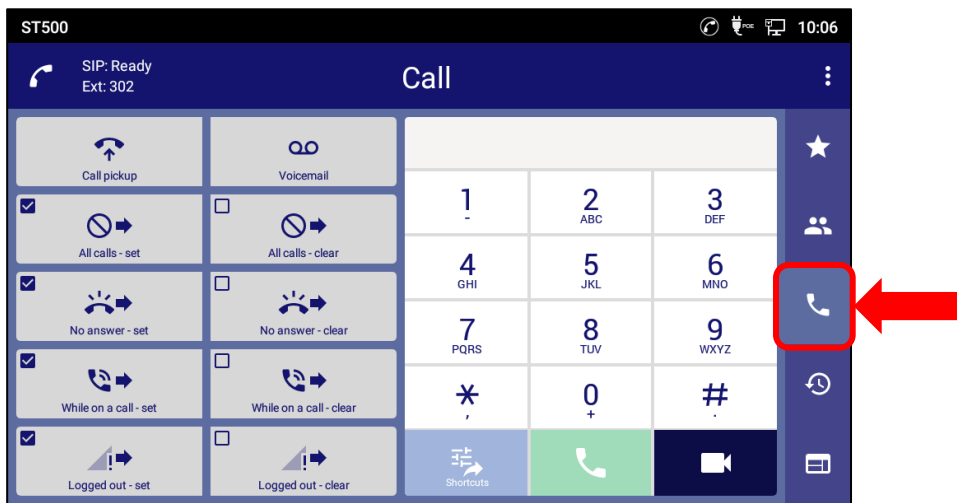 ST500
POE
10:06
SIP: Ready
Ext: 302
Call
Call pickup
Voicemail
All calls - set
All calls - clear
No answer - set
No answer - clear
While on a call - set
While on a call - clear
Logged out - set
Logged out - clear
1
-
2
ABC
3
DEF
4
GHI
5
JKL
6
MNO
7
PQRS
8
TUV
9
WXYZ
*
,
0
+
#
.
Shortcuts